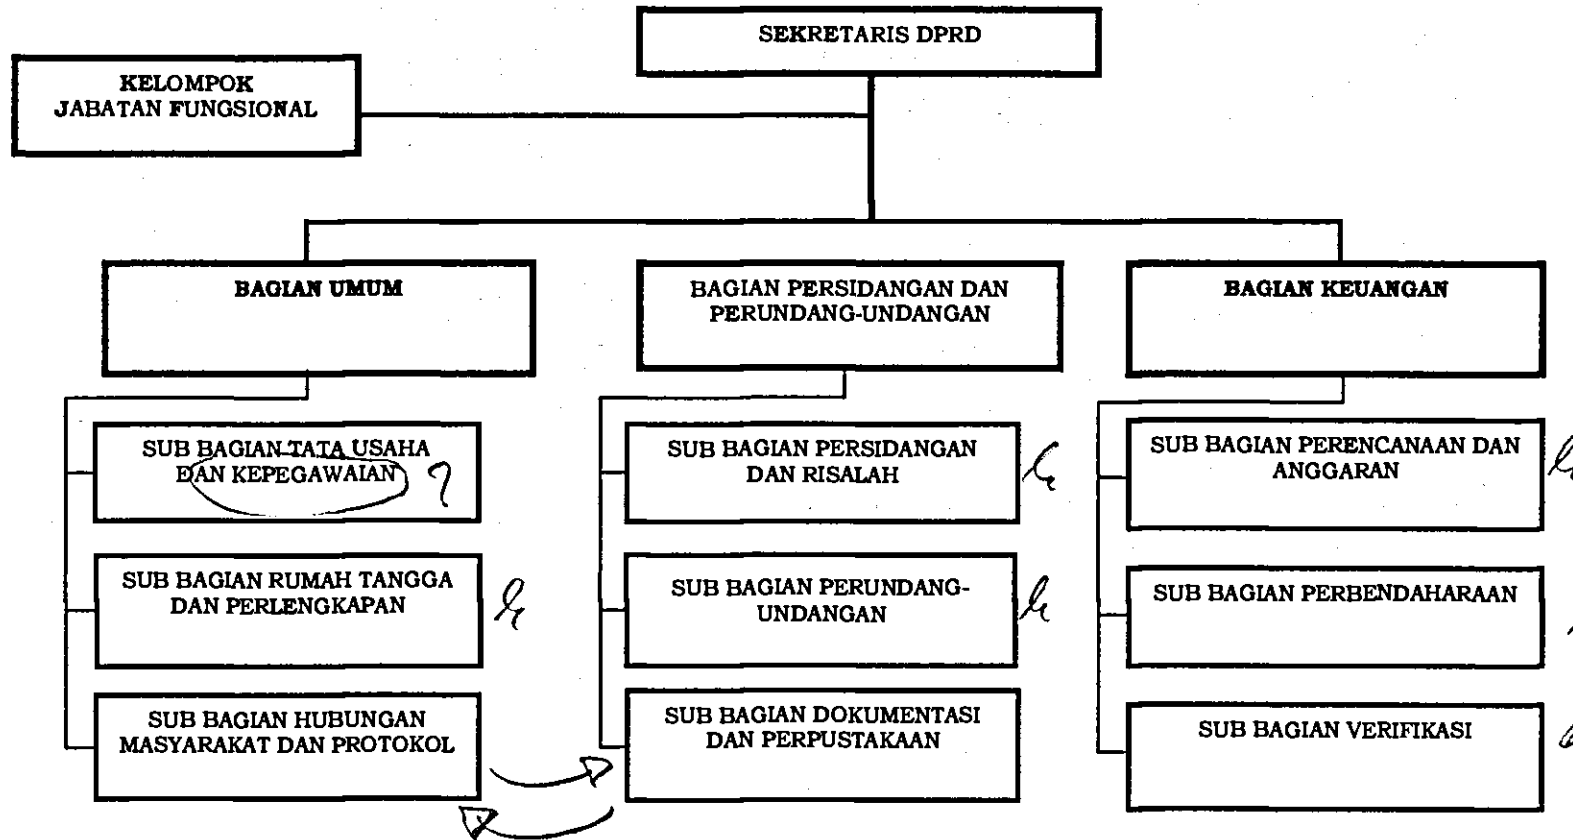 SEKRETARIS DPRD
KELOMPOK
JABATAN FUNGSIONAL
BAGIAN UMUM
BAGIAN PERSIDANGAN DAN
PERUNDANG-UNDANGAN
BAGIAN KEUANGAN
SUB BAGIAN TATA USAHA
DAN KEPEGAWAIAN ?
SUB BAGIAN RUMAH TANGGA
DAN PERLENGKAPAN
SUB BAGIAN HUBUNGAN
MASYARAKAT DAN PROTOKOL
SUB BAGIAN PERSIDANGAN
DAN RISALAH
SUB BAGIAN PERUNDANG-
UNDANGAN
SUB BAGIAN DOKUMENTASI
DAN PERPUSTAKAAN
SUB BAGIAN PERENCANAAN DAN
ANGGARAN
SUB BAGIAN PERBENDAHARAAN
SUB BAGIAN VERIFIKASI